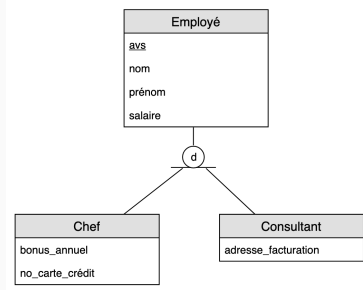 Employé
avs
nom
prénom
salaire
d
Chef
bonus_annuel
no_carte_crédit
Consultant
adresse_facturation